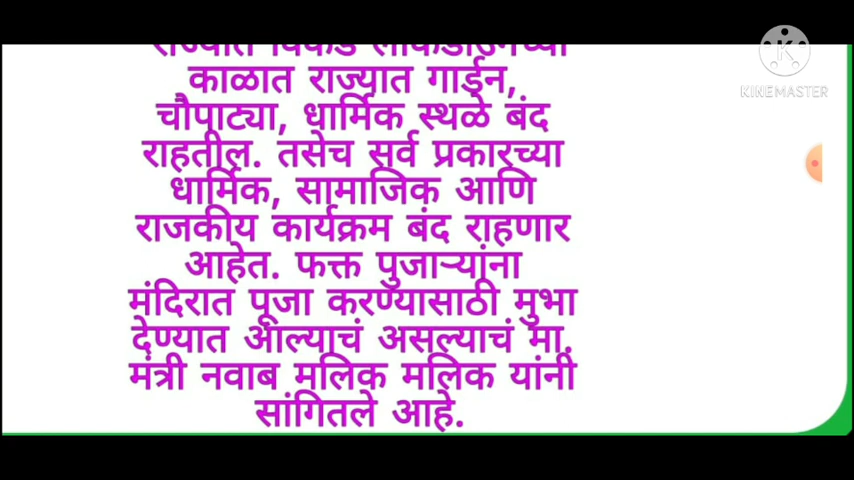 काळात राज्यात गार्डन,
चौपाट्या, धार्मिक स्थळे बंद
राहतील. तसेच सर्व प्रकारच्या
धार्मिक, सामाजिक आणि
राजकीय कार्यक्रम बंद राहणार
आहेत. फक्त पुजाऱ्यांना
मंदिरात पूजा करण्यासाठी मुभा
देण्यात आल्याचं असल्याचं मा.
मंत्री नवाब मलिक मलिक यांनी
सांगितले आहे.
KINEMASTER